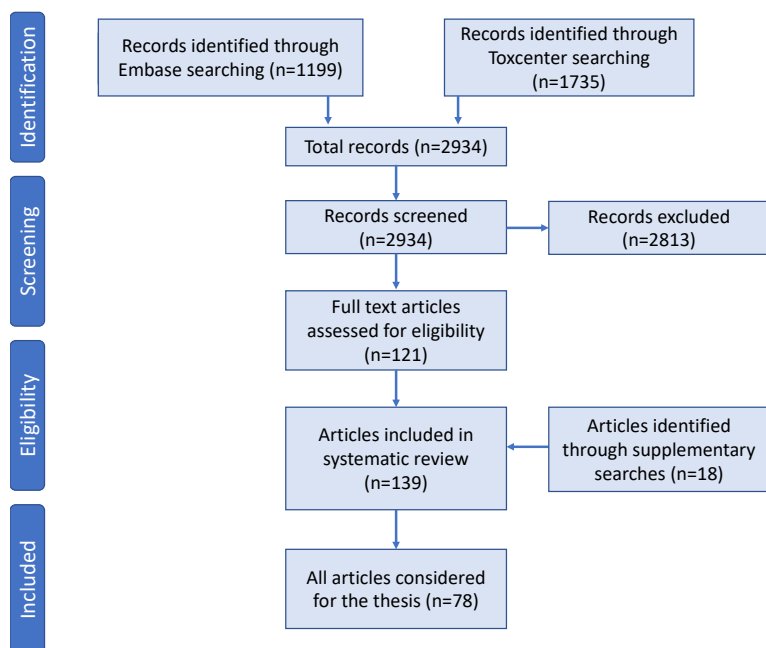 Identification
Records identified through
Embase searching (n=1199)
Records identified through
Toxcenter searching
(n=1735)
Total records (n=2934)
Screening
Records screened
(n=2934)
Records excluded
(n=2813)
Full text articles
assessed for eligibility
(n=121)
Eligibility
Articles included in
systematic review
(n=139)
Articles identified
through supplementary
searches (n=18)
Included
All articles considered
for the thesis (n=78)